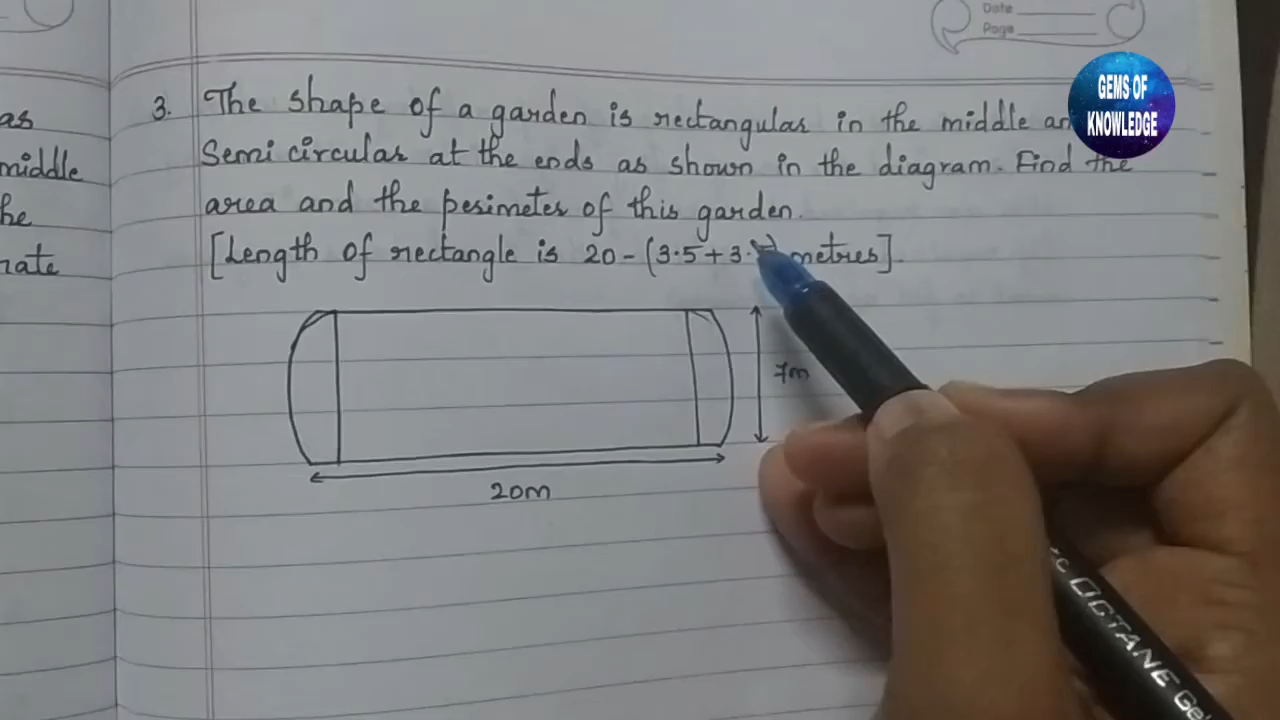 Date
Page
GEMS OF
KNOWLEDGE
as
middle
he
rate
3. The shape of a garden is rectangular in the middle
Semi circular at the ends as shown in the diagram. Find the
area and the perimeter of this garden.
[Length of rectangle is 20 - (3.5 + 3. metres].
7m
20m
OCTANE Gel